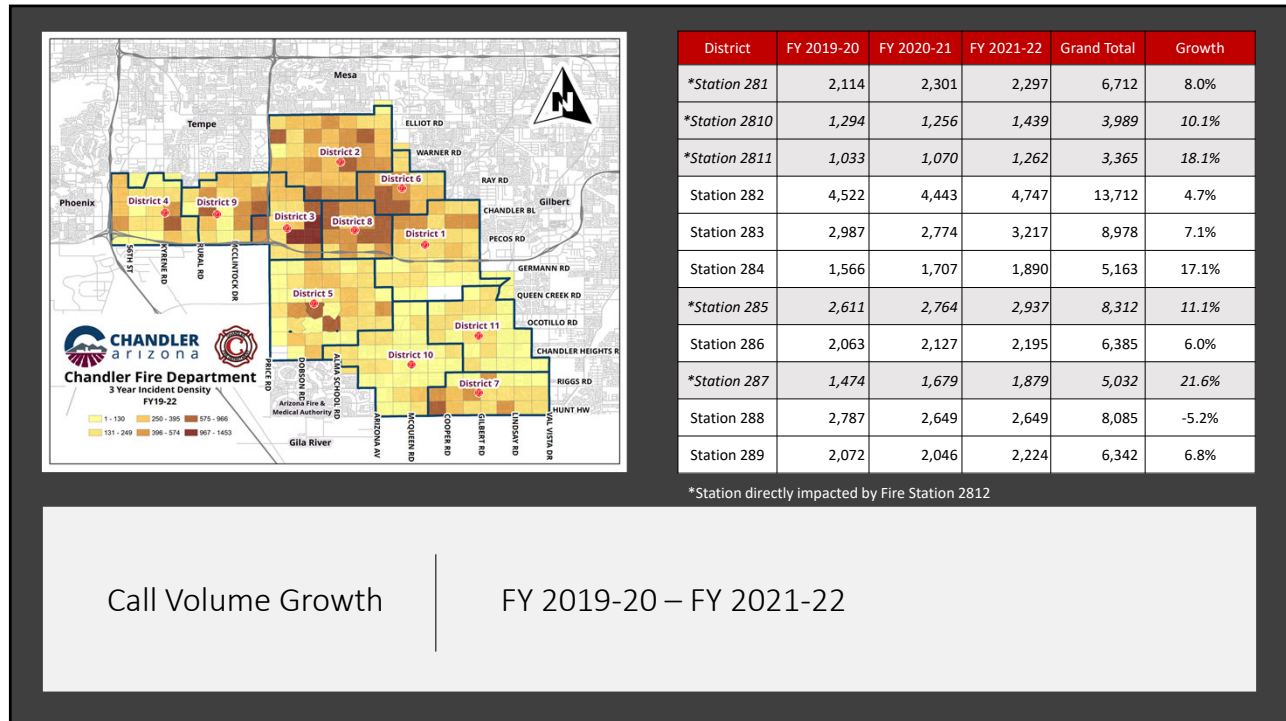 Mesa
N
Tempe
ELLIOT RD
District 2
WARNER RD
District 6
RAY RD
Phoenix
District 4
District 9
Gilbert
District 3
District 8
CHANDLER BL
District 1
PECOS RD
56TH ST
KYRENE RD
RURAL RD
MCCLINTOCK DR
GERMANN RD
District 5
QUEEN CREEK RD
OCOTILLO RD
District 11
CHANDLER HEIGHTS R
District 10
RIGGS RD
District 7
HUNT HW
PRICE RD
DOBSON RD
ALMA SCHOOL RD
Arizona Fire &
Medical Authority
ARIZONA AV
MCQUEEN RD
COOPER RD
GILBERT RD
LINDSAY RD
VAL VISTA DR
Gila River
CHANDLER
arizona
Chandler Fire Department
3 Year Incident Density
FY19-22
1 - 130 250 - 395 575 - 966
131 - 249 396 - 574 967 - 1453
District FY 2019-20 FY 2020-21 FY 2021-22 Grand Total Growth
*Station 281 2,114 2,301 2,297 6,712 8.0%
*Station 2810 1,294 1,256 1,439 3,989 10.1%
*Station 2811 1,033 1,070 1,262 3,365 18.1%
Station 282 4,522 4,443 4,747 13,712 4.7%
Station 283 2,987 2,774 3,217 8,978 7.1%
Station 284 1,566 1,707 1,890 5,163 17.1%
*Station 285 2,611 2,764 2,937 8,312 11.1%
Station 286 2,063 2,127 2,195 6,385 6.0%
*Station 287 1,474 1,679 1,879 5,032 21.6%
Station 288 2,787 2,649 2,649 8,085 -5.2%
Station 289 2,072 2,046 2,224 6,342 6.8%
*Station directly impacted by Fire Station 2812
Call Volume Growth
FY 2019-20 – FY 2021-22